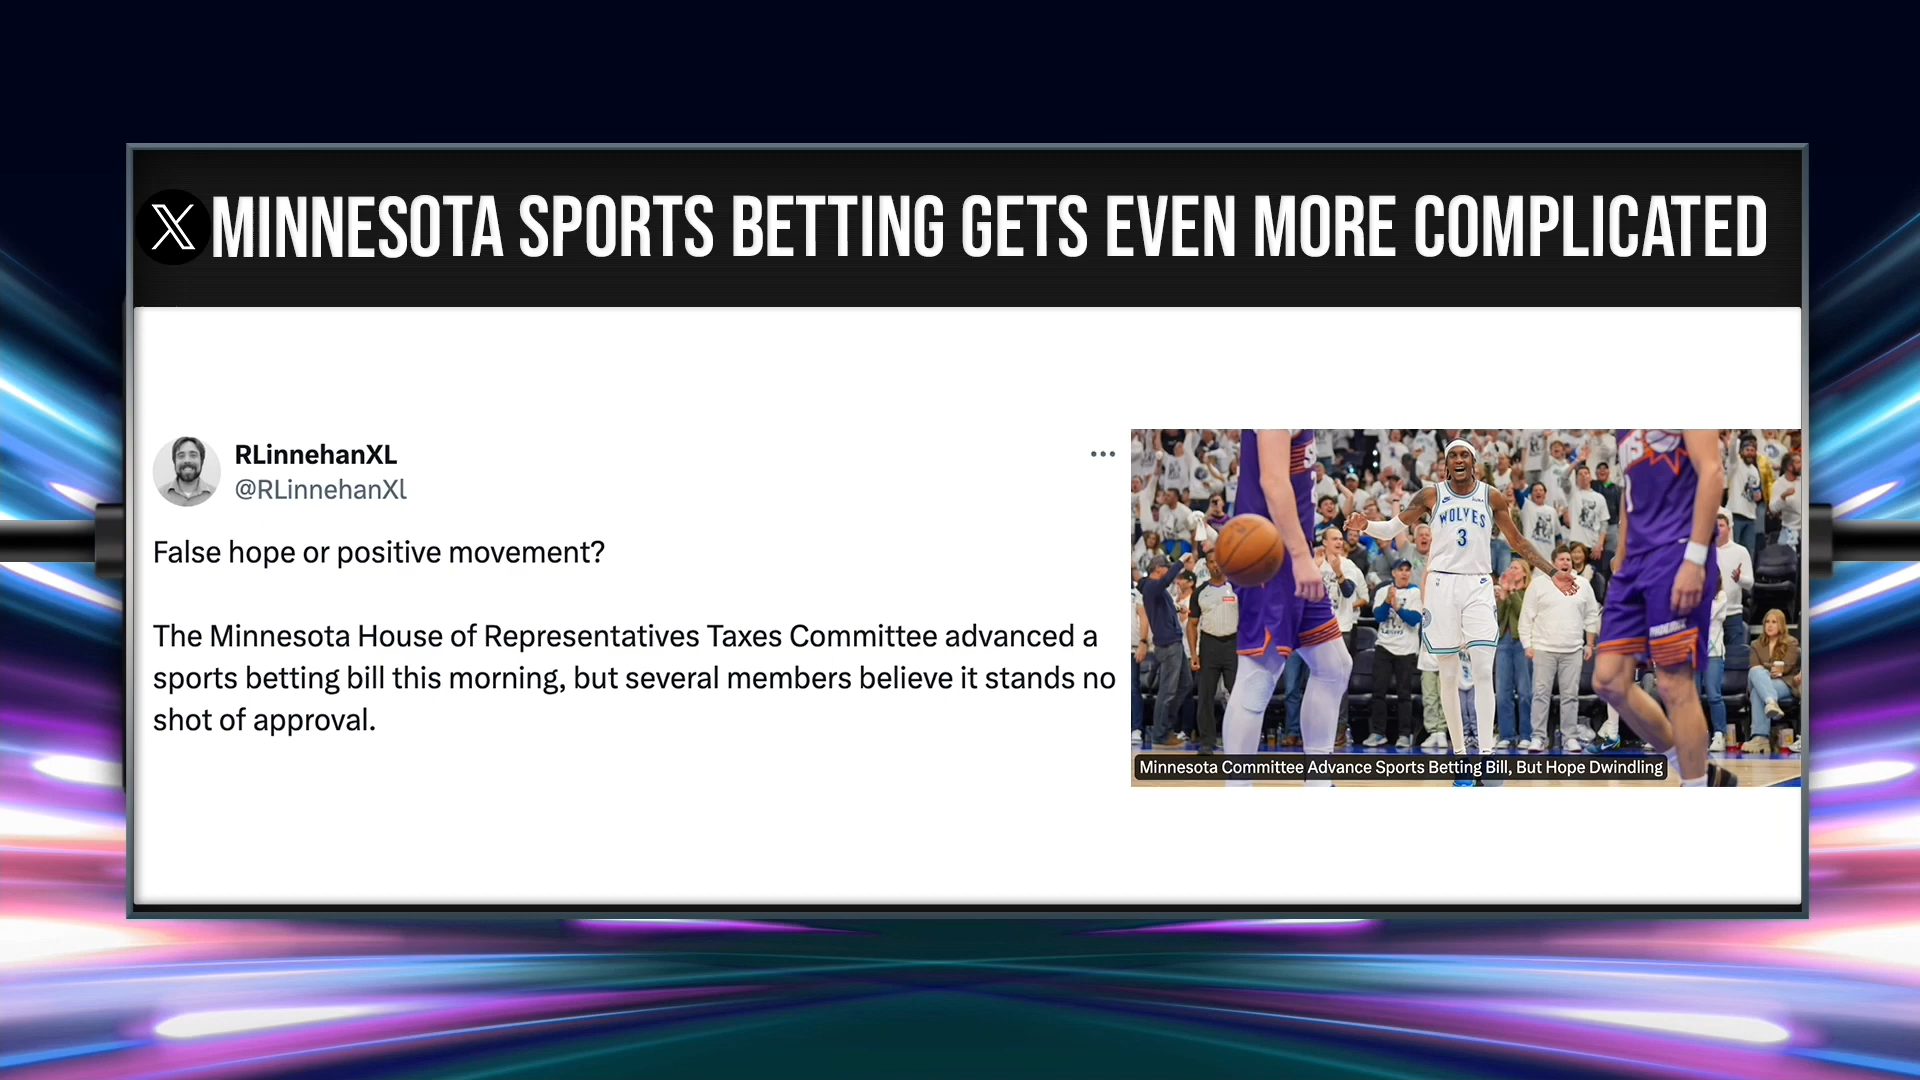 MINNESOTA SPORTS BETTING GETS EVEN MORE COMPLICATED
RLinnehanXL
@RLinnehanXl
False hope or positive movement?
The Minnesota House of Representatives Taxes Committee advanced a
sports betting bill this morning, but several members believe it stands no
shot of approval.
WOLVES
3
Minnesota Committee Advance Sports Betting Bill, But Hope Dwindling